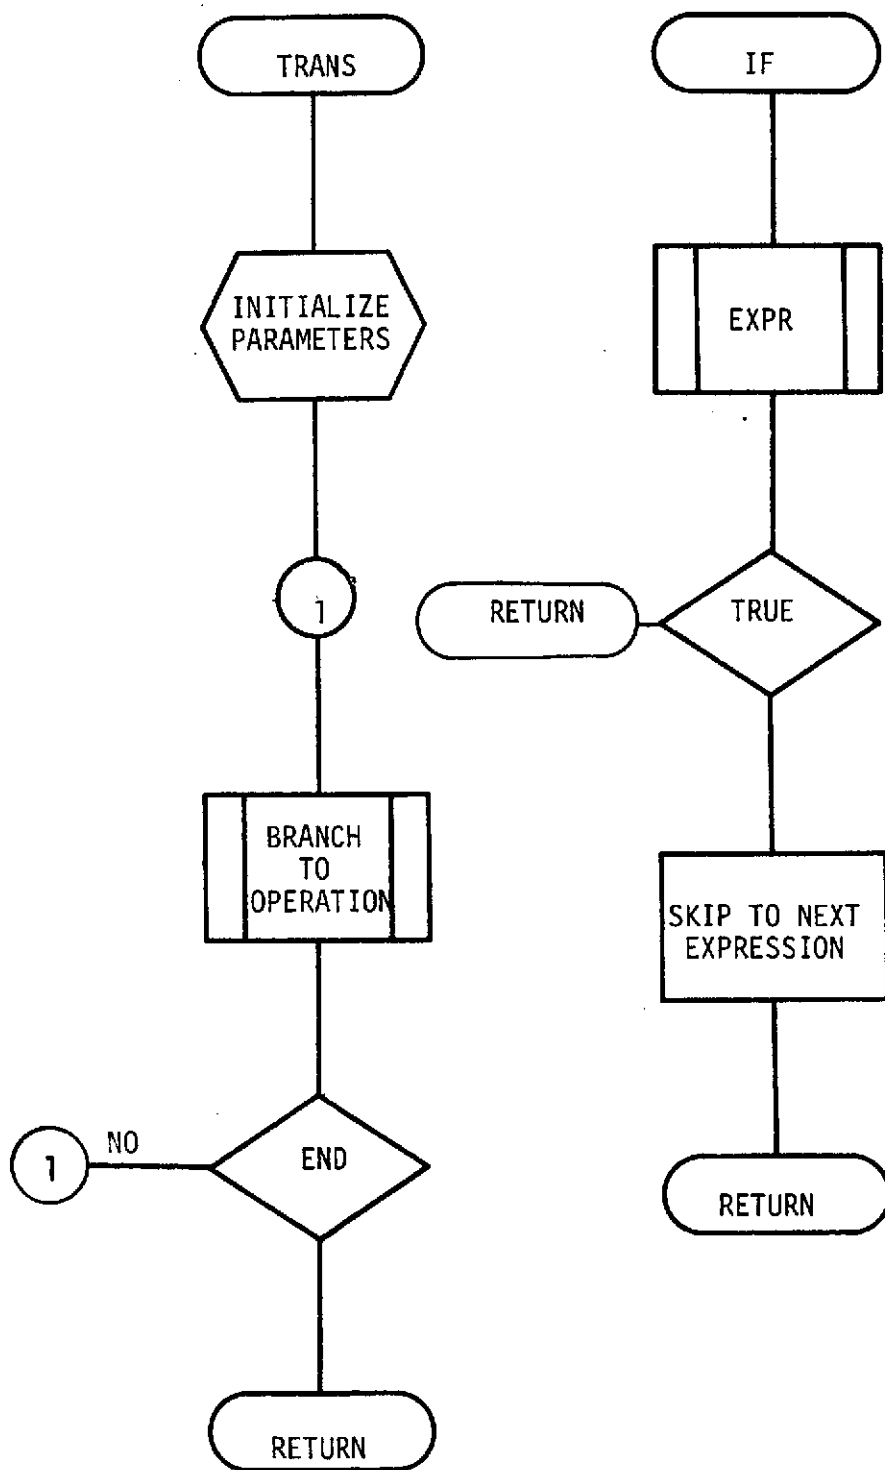 TRANS
INITIALIZE
PARAMETERS
1
BRANCH
TO
OPERATION
END
NO
1
RETURN
IF
EXPR
TRUE
RETURN
SKIP TO NEXT
EXPRESSION
RETURN